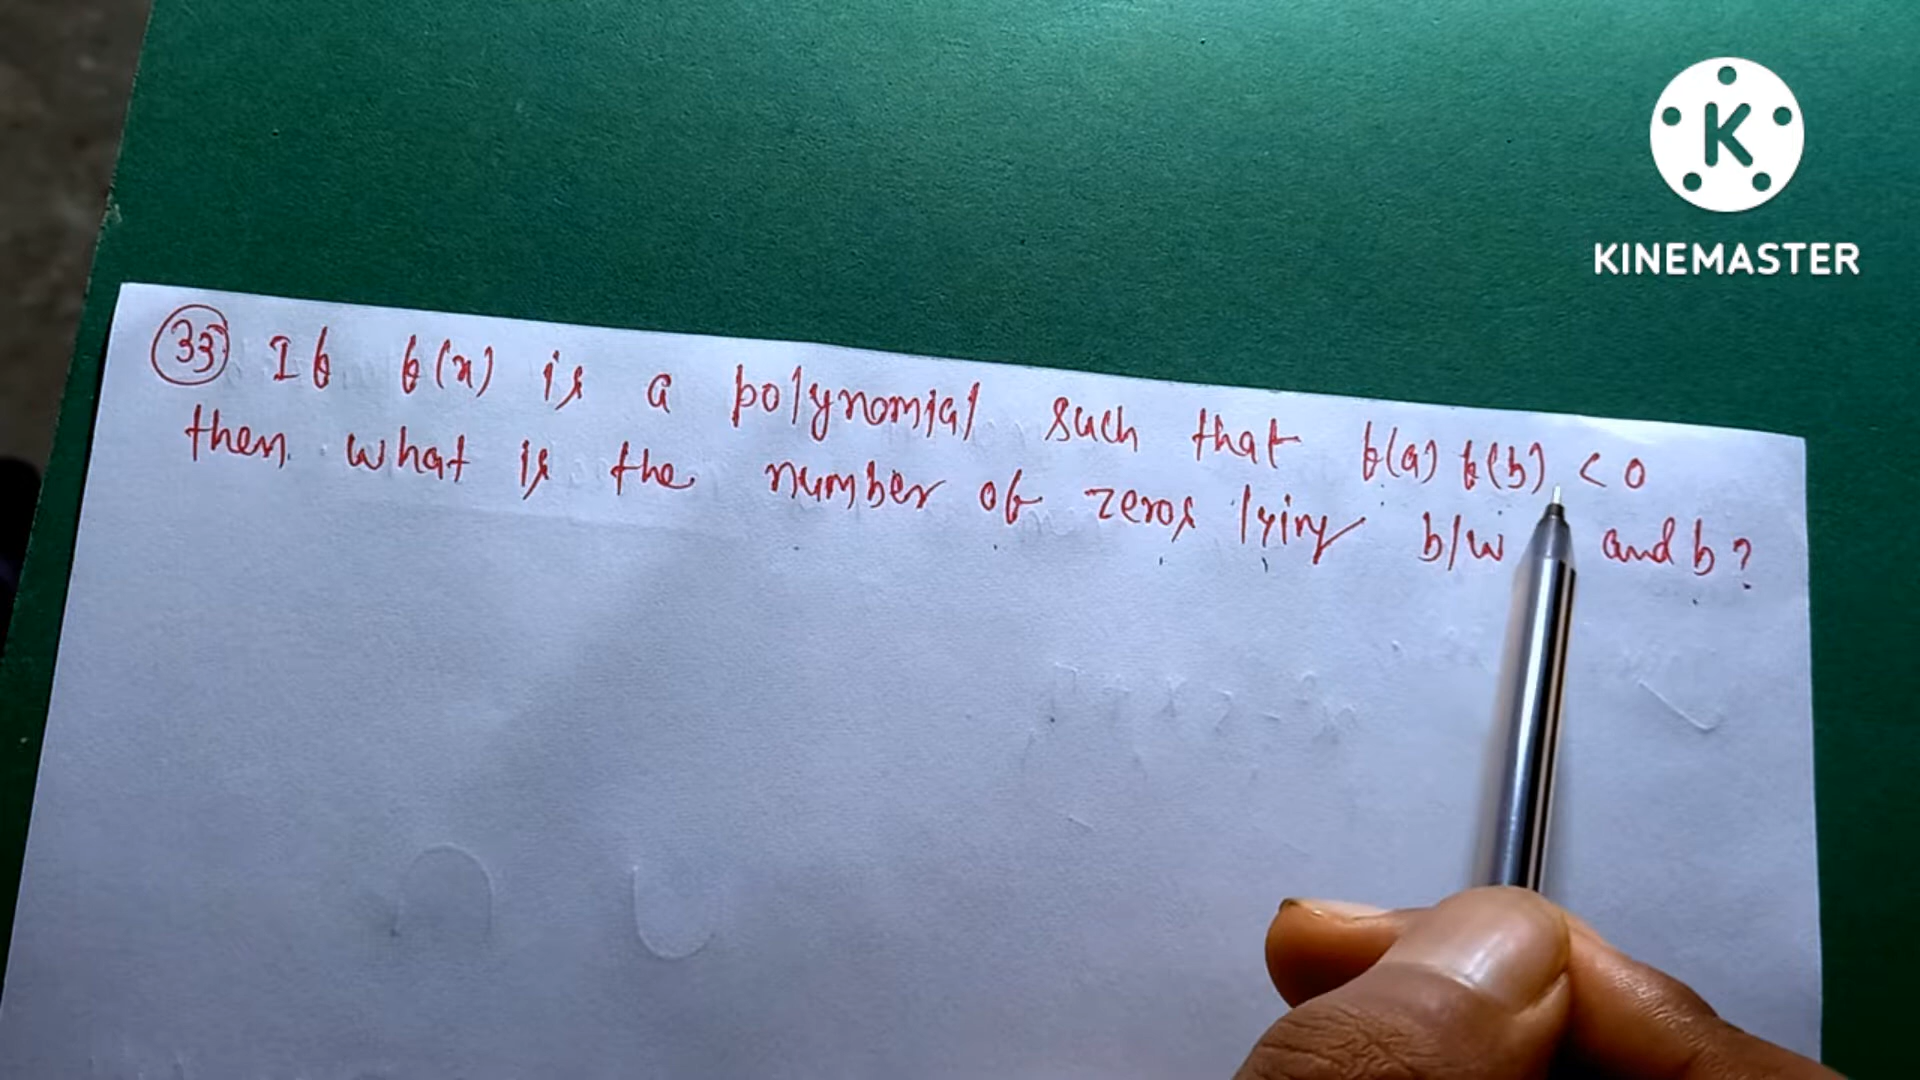 K
KINEMASTER
33 If f(x) is a polynomial such that f(a) f(b) < 0
then what is the number of zeros lying b/w and b?